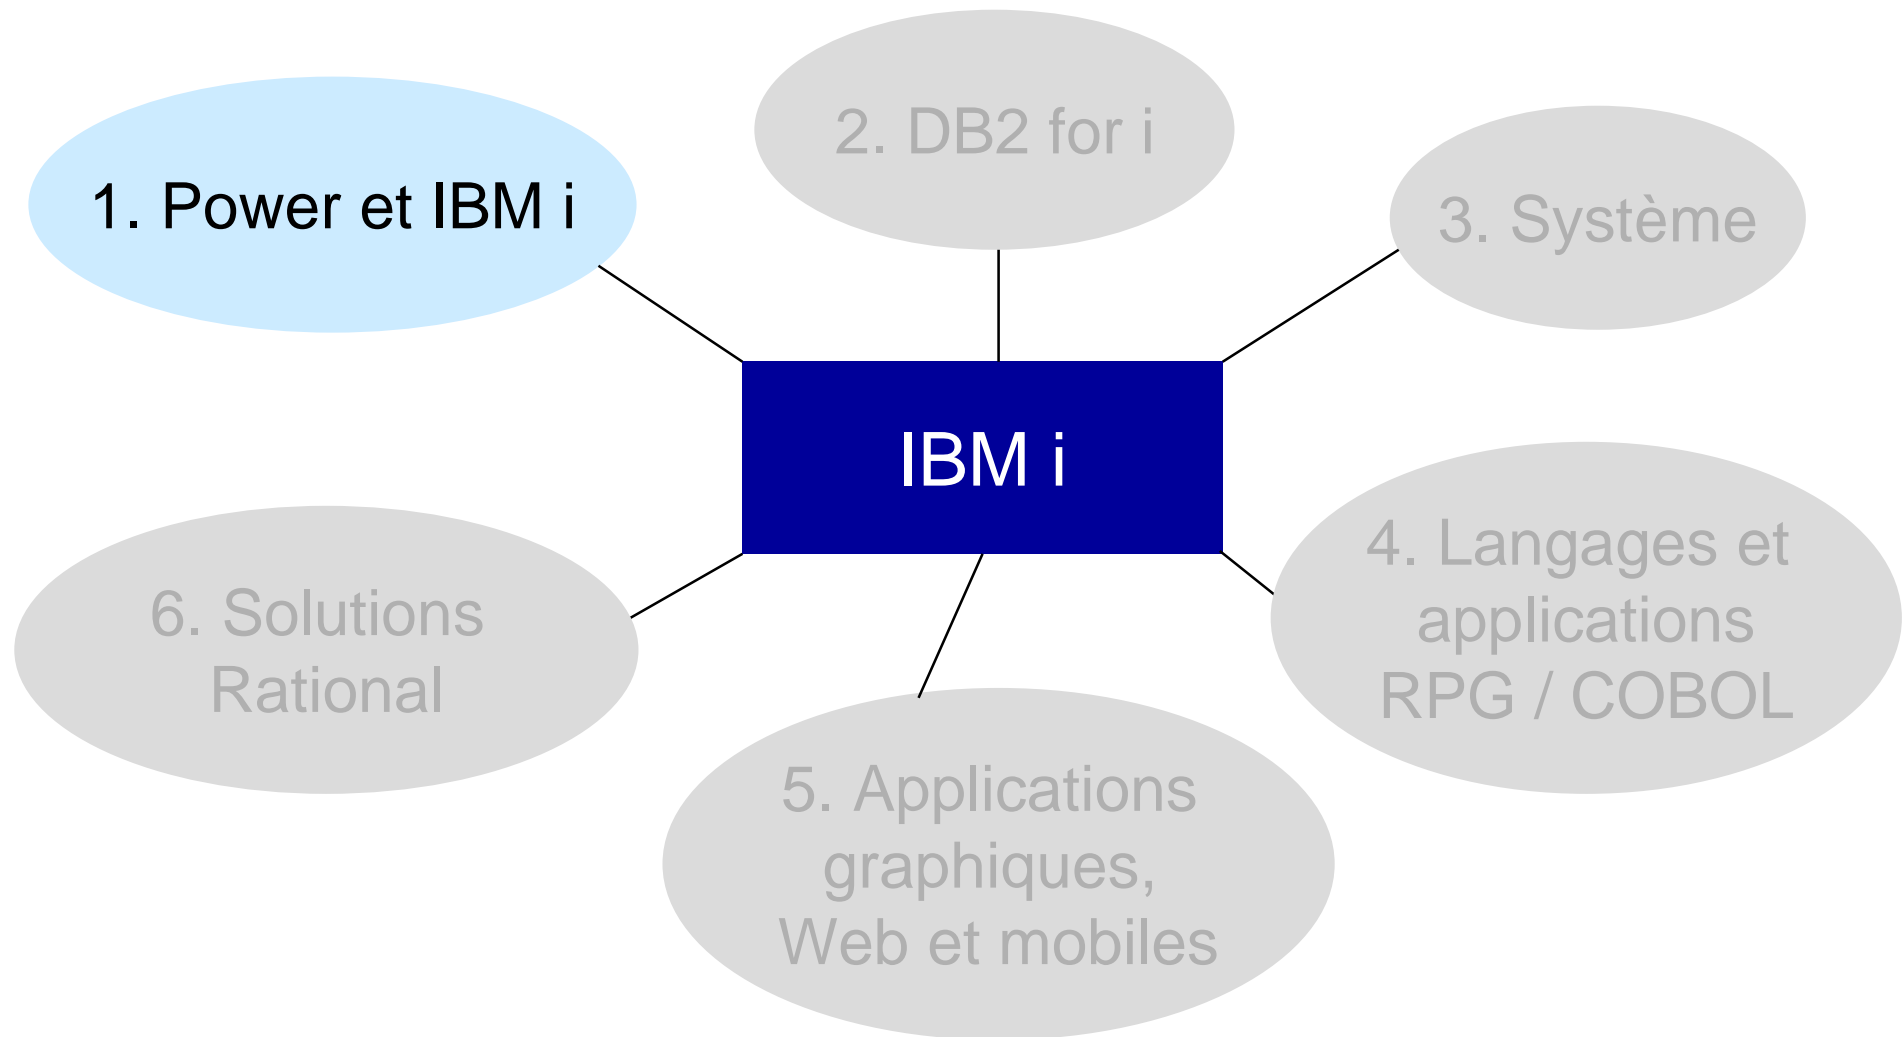 1. Power et IBM i
2. DB2 for i
3. Système
IBM i
4. Langages et
applications
RPG / COBOL
5. Applications
graphiques,
Web et mobiles
6. Solutions
Rational